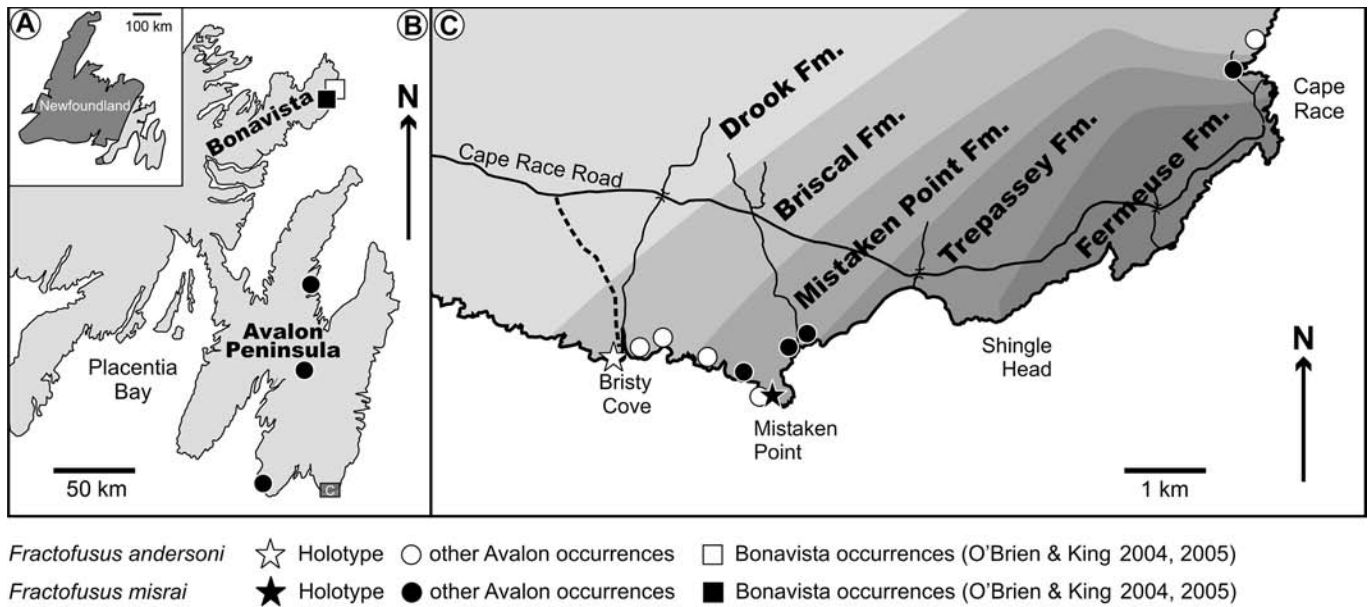 A
100 km
Newfoundland
B
Bonavista
N
Avalon
Peninsula
Placentia
Bay
50 km
C
C
Drook Fm.
Briscal Fm.
Mistaken Point Fm.
Trepassey Fm.
Fermeuse Fm.
Cape Race Road
Cape
Race
Bristy
Cove
Mistaken
Point
Shingle
Head
N
1 km
Fractofusus andersoni Holotype other Avalon occurrences Bonavista occurrences (O'Brien & King 2004, 2005)
Fractofusus misrai Holotype other Avalon occurrences Bonavista occurrences (O'Brien & King 2004, 2005)